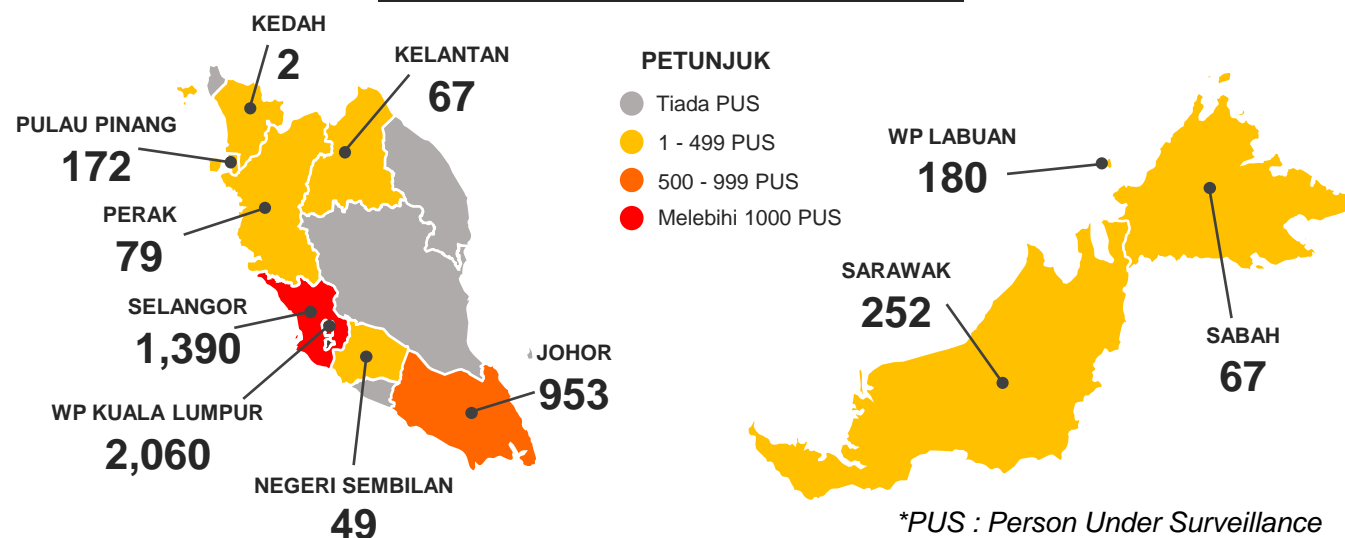 KEDAH
2
KELANTAN
67
PULAU PINANG
172
PERAK
79
SELANGOR
1,390
WP KUALA LUMPUR
2,060
NEGERI SEMBILAN
49
JOHOR
953
PETUNJUK
Tiada PUS
1 - 499 PUS
500 - 999 PUS
Melebihi 1000 PUS
WP LABUAN
180
SARAWAK
252
SABAH
67
*PUS : Person Under Surveillance